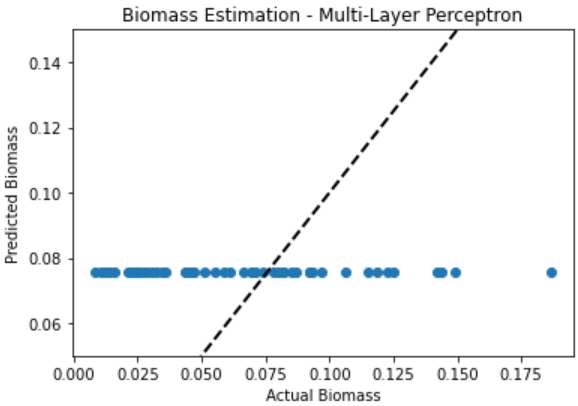 Biomass Estimation - Multi-Layer Perceptron
0.14
0.12
0.10
0.08
0.06
Predicted Biomass
0.000 0.025 0.050 0.075 0.100 0.125 0.150 0.175
Actual Biomass